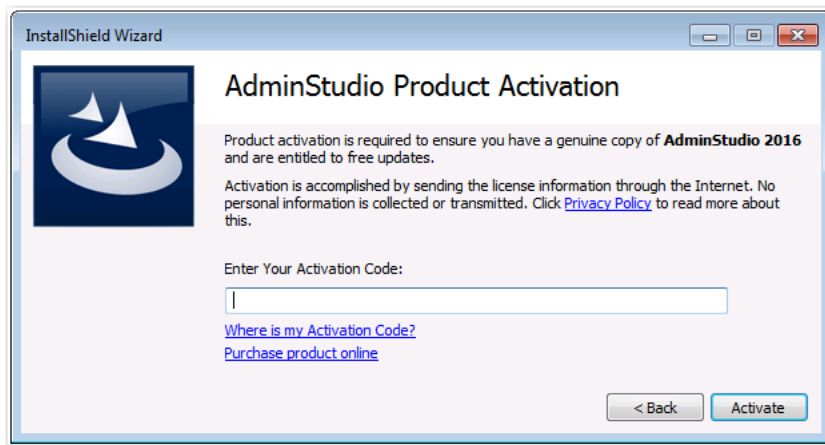 InstallShield Wizard
AdminStudio Product Activation
Product activation is required to ensure you have a genuine copy of AdminStudio 2016
and are entitled to free updates.
Activation is accomplished by sending the license information through the Internet. No
personal information is collected or transmitted. Click Privacy Policy to read more about
this.
Enter Your Activation Code:
Where is my Activation Code?
Purchase product online
< Back
Activate